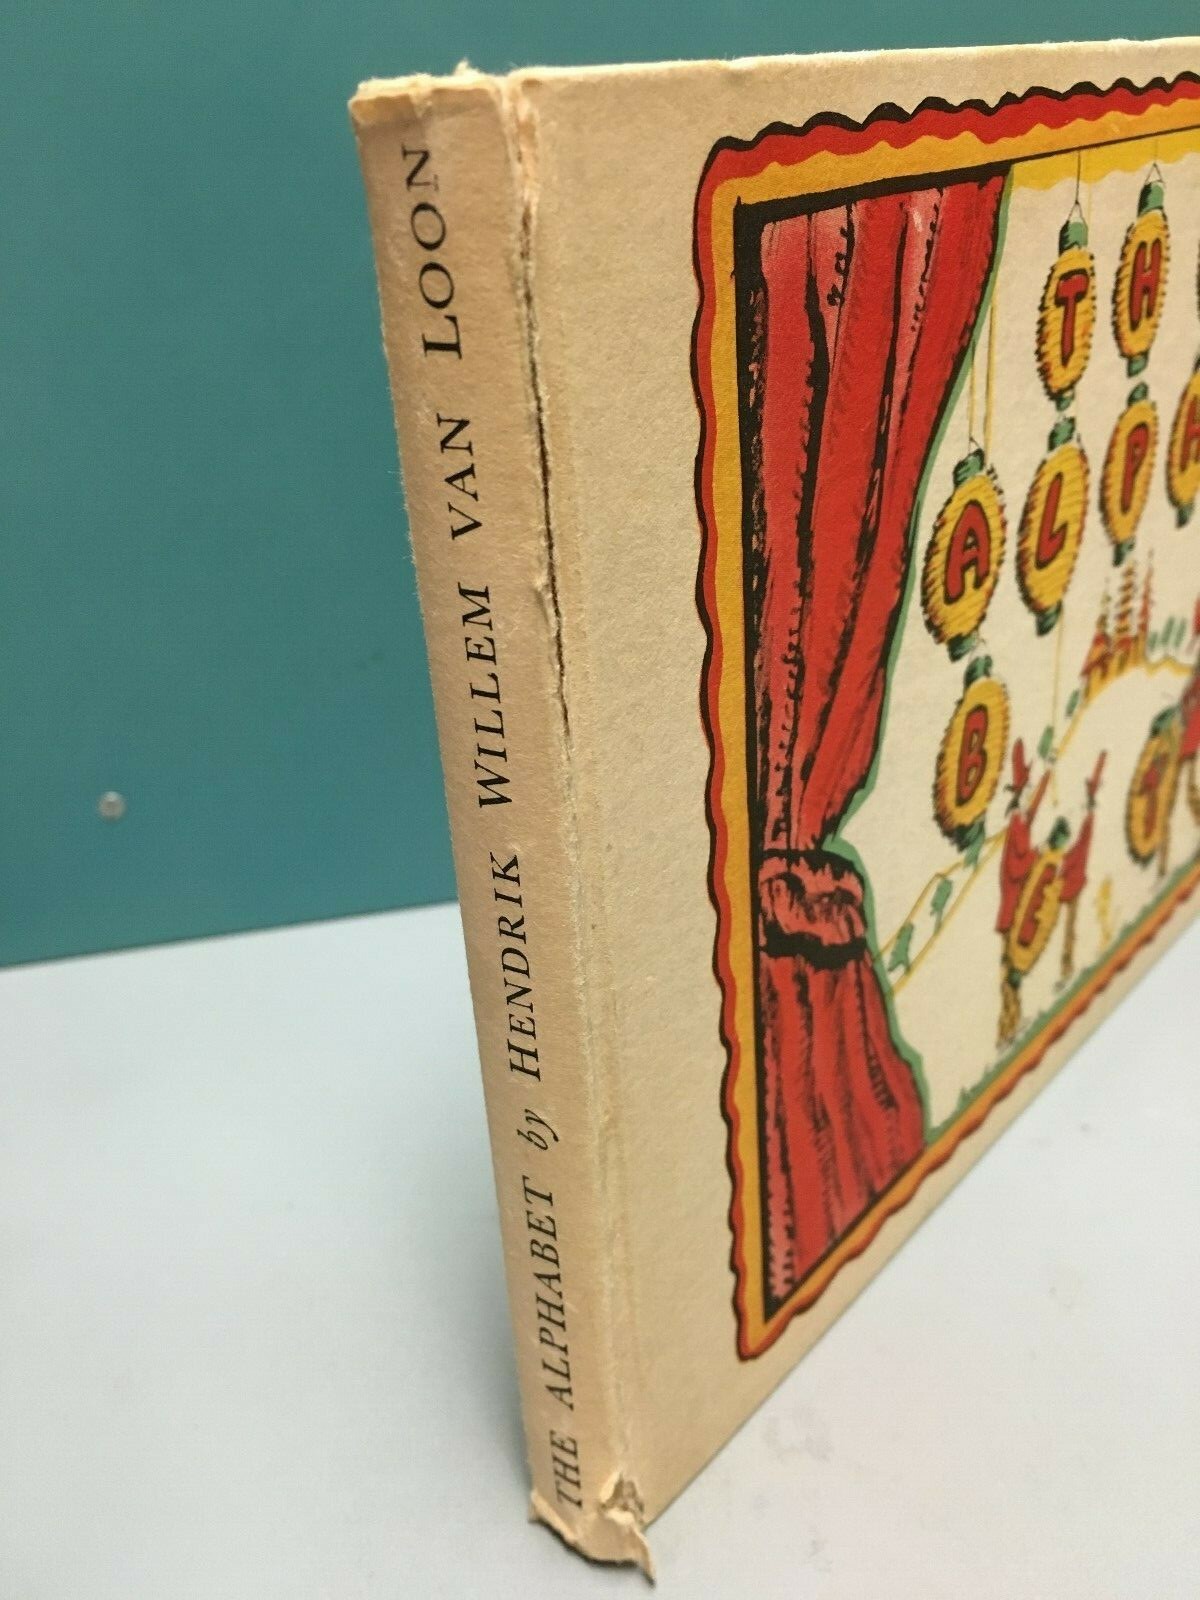 THE ALPHABET by HENDRIK WILLEM VAN LOON
T H
A L P A
B
E T